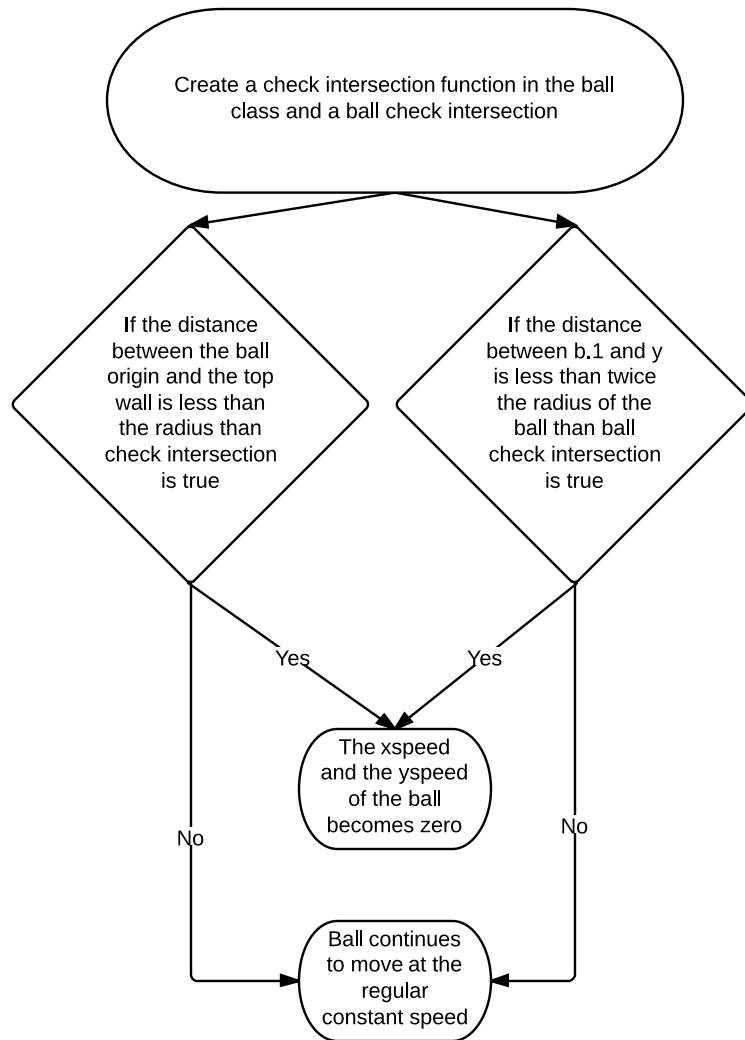 Create a check intersection function in the ball
class and a ball check intersection
If the distance
between the ball
origin and the top
wall is less than
the radius than
check intersection
is true
If the distance
between b.1 and y
is less than twice
the radius of the
ball than ball
check intersection
is true
Yes
Yes
The xspeed
and the yspeed
of the ball
becomes zero
No
No
Ball continues
to move at the
regular
constant speed